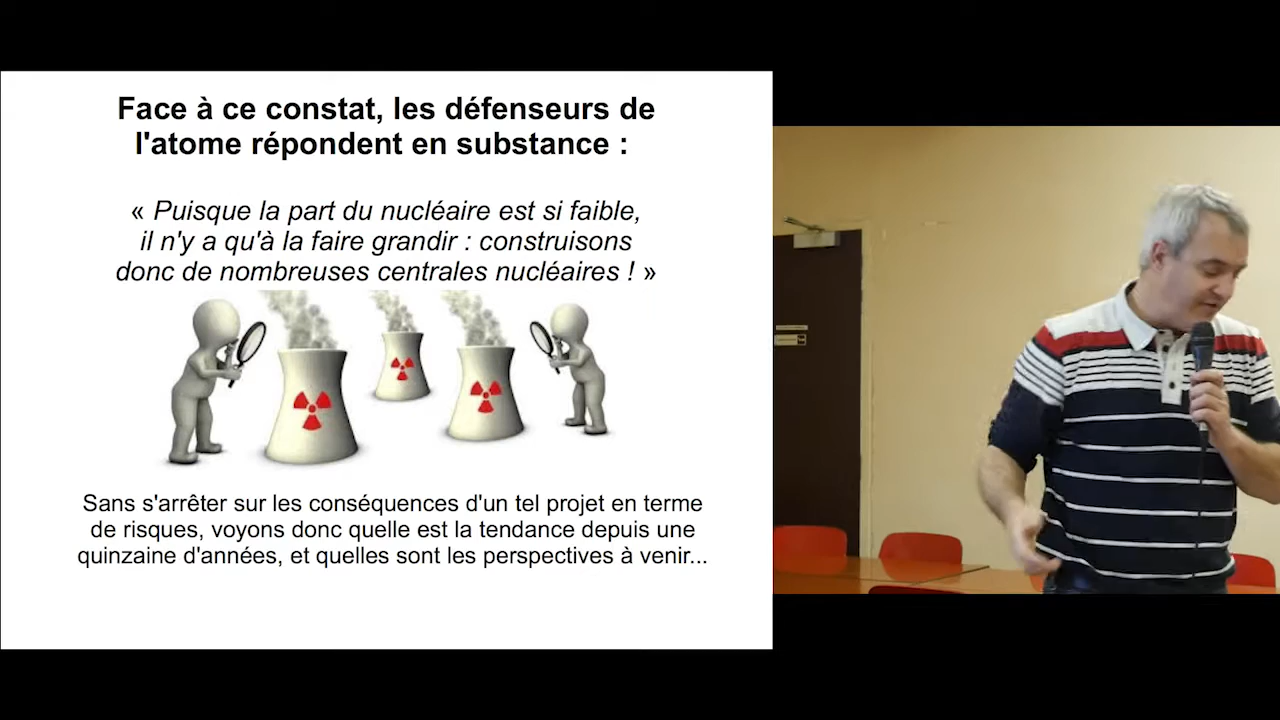 Face à ce constat, les défenseurs de
l'atome répondent en substance :
« Puisque la part du nucléaire est si faible,
il n'y a qu'à la faire grandir : construisons
donc de nombreuses centrales nucléaires ! »
Sans s'arrêter sur les conséquences d'un tel projet en terme
de risques, voyons donc quelle est la tendance depuis une
quinzaine d'années, et quelles sont les perspectives à venir...